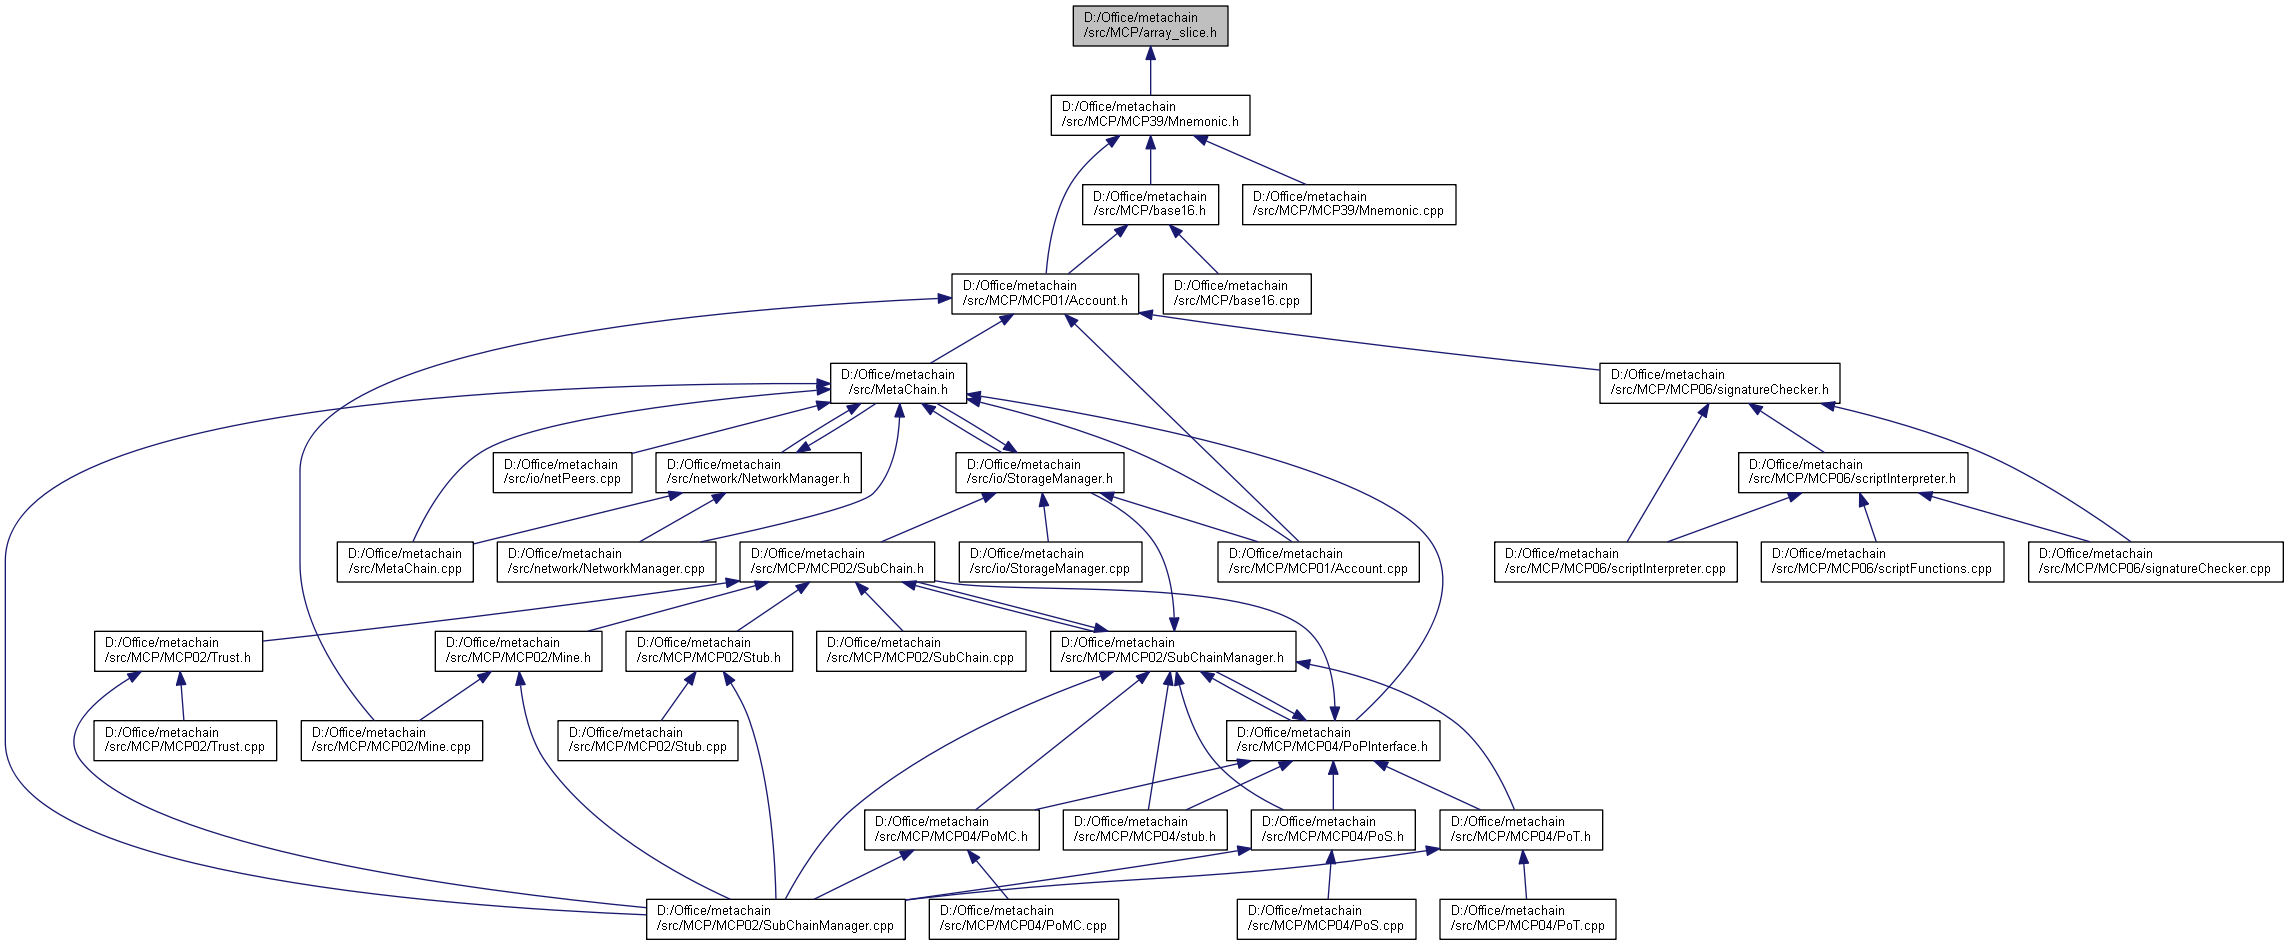 D:/Office/metachain
/src/MCP/array_slice.h
D:/Office/metachain
/src/MCP/MCP39/Mnemonic.h
D:/Office/metachain
/src/MCP/base16.h
D:/Office/metachain
/src/MCP/MCP39/Mnemonic.cpp
D:/Office/metachain
/src/MCP/MCP01/Account.h
D:/Office/metachain
/src/MCP/base16.cpp
D:/Office/metachain
/src/MetaChain.h
D:/Office/metachain
/src/MCP/MCP06/signatureChecker.h
D:/Office/metachain
/src/io/netPeers.cpp
D:/Office/metachain
/src/network/NetworkManager.h
D:/Office/metachain
/src/io/StorageManager.h
D:/Office/metachain
/src/MCP/MCP06/scriptInterpreter.h
D:/Office/metachain
/src/MetaChain.cpp
D:/Office/metachain
/src/network/NetworkManager.cpp
D:/Office/metachain
/src/MCP/MCP02/SubChain.h
D:/Office/metachain
/src/io/StorageManager.cpp
D:/Office/metachain
/src/MCP/MCP01/Account.cpp
D:/Office/metachain
/src/MCP/MCP06/scriptInterpreter.cpp
D:/Office/metachain
/src/MCP/MCP06/scriptFunctions.cpp
D:/Office/metachain
/src/MCP/MCP06/signatureChecker.cpp
D:/Office/metachain
/src/MCP/MCP02/Trust.h
D:/Office/metachain
/src/MCP/MCP02/Mine.h
D:/Office/metachain
/src/MCP/MCP02/Stub.h
D:/Office/metachain
/src/MCP/MCP02/SubChain.cpp
D:/Office/metachain
/src/MCP/MCP02/SubChainManager.h
D:/Office/metachain
/src/MCP/MCP02/Trust.cpp
D:/Office/metachain
/src/MCP/MCP02/Mine.cpp
D:/Office/metachain
/src/MCP/MCP02/Stub.cpp
D:/Office/metachain
/src/MCP/MCP04/PoPInterface.h
D:/Office/metachain
/src/MCP/MCP04/PoMC.h
D:/Office/metachain
/src/MCP/MCP04/stub.h
D:/Office/metachain
/src/MCP/MCP04/PoS.h
D:/Office/metachain
/src/MCP/MCP04/PoT.h
D:/Office/metachain
/src/MCP/MCP02/SubChainManager.cpp
D:/Office/metachain
/src/MCP/MCP04/PoMC.cpp
D:/Office/metachain
/src/MCP/MCP04/PoS.cpp
D:/Office/metachain
/src/MCP/MCP04/PoT.cpp